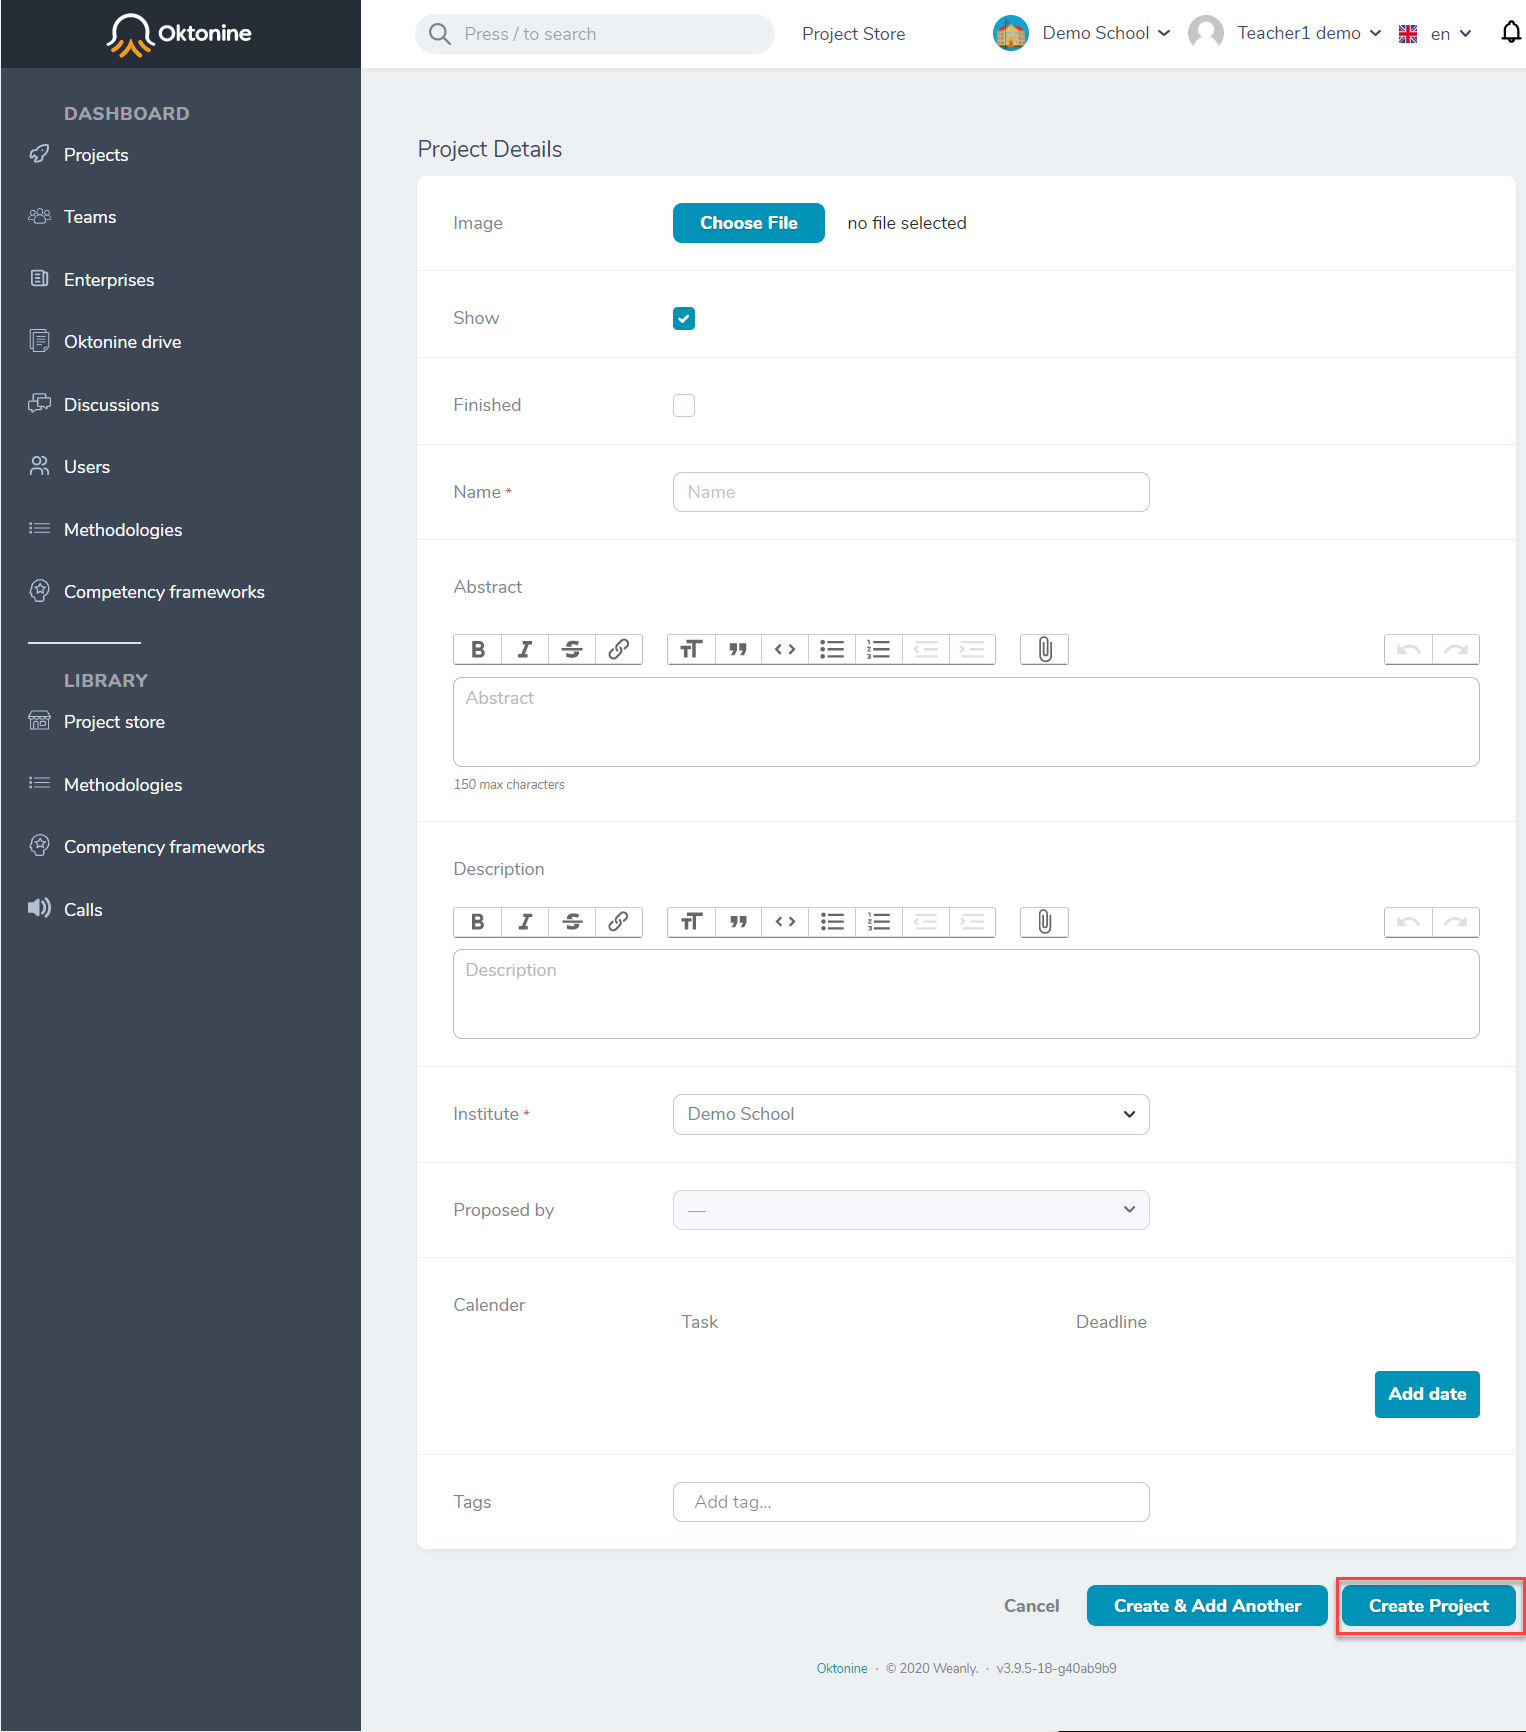 Oktonine
Press / to search
Project Store
Demo School
Teacher1 demo
en
DASHBOARD
Projects
Teams
Enterprises
Oktonine drive
Discussions
Users
Methodologies
Competency frameworks
LIBRARY
Project store
Methodologies
Competency frameworks
Calls
Project Details
Image
Choose File
no file selected
Show
Finished
Name *
Name
Abstract
Abstract
150 max characters
Description
Description
Institute *
Demo School
Proposed by
—
Calender
Task
Deadline
Add date
Tags
Add tag...
Cancel
Create & Add Another
Create Project
Oktonine · © 2020 Weanly. · v3.9.5-18-g40ab9b9